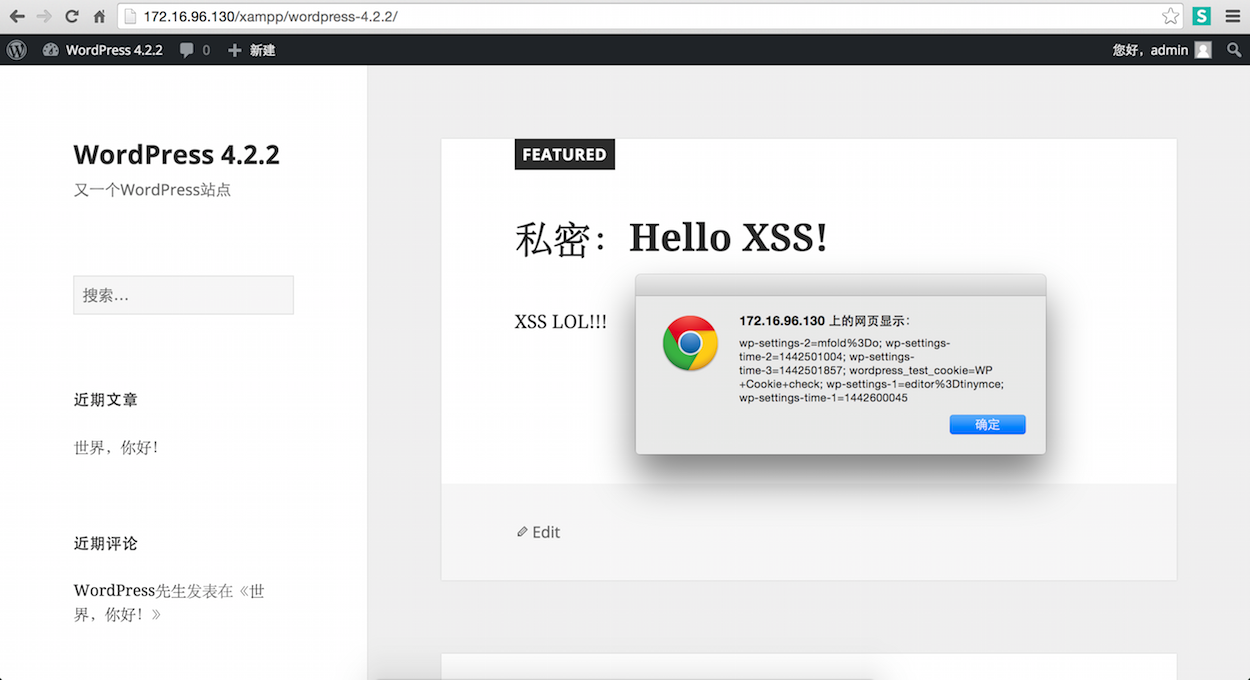 172.16.96.130/xampp/wordpress-4.2.2/
S
WordPress 4.2.2 0 新建 您好，admin
WordPress 4.2.2
又一个WordPress站点
搜索…
近期文章
世界，你好！
近期评论
WordPress先生发表在《世
界，你好！》
FEATURED
私密：Hello XSS!
XSS LOL!!!
172.16.96.130 上的网页显示：
wp-settings-2=mfold%3Do; wp-settings-
time-2=1442501004; wp-settings-
time-3=1442501857; wordpress_test_cookie=WP
+Cookie+check; wp-settings-1=editor%3Dtinymce;
wp-settings-time-1=1442600045
确定
Edit